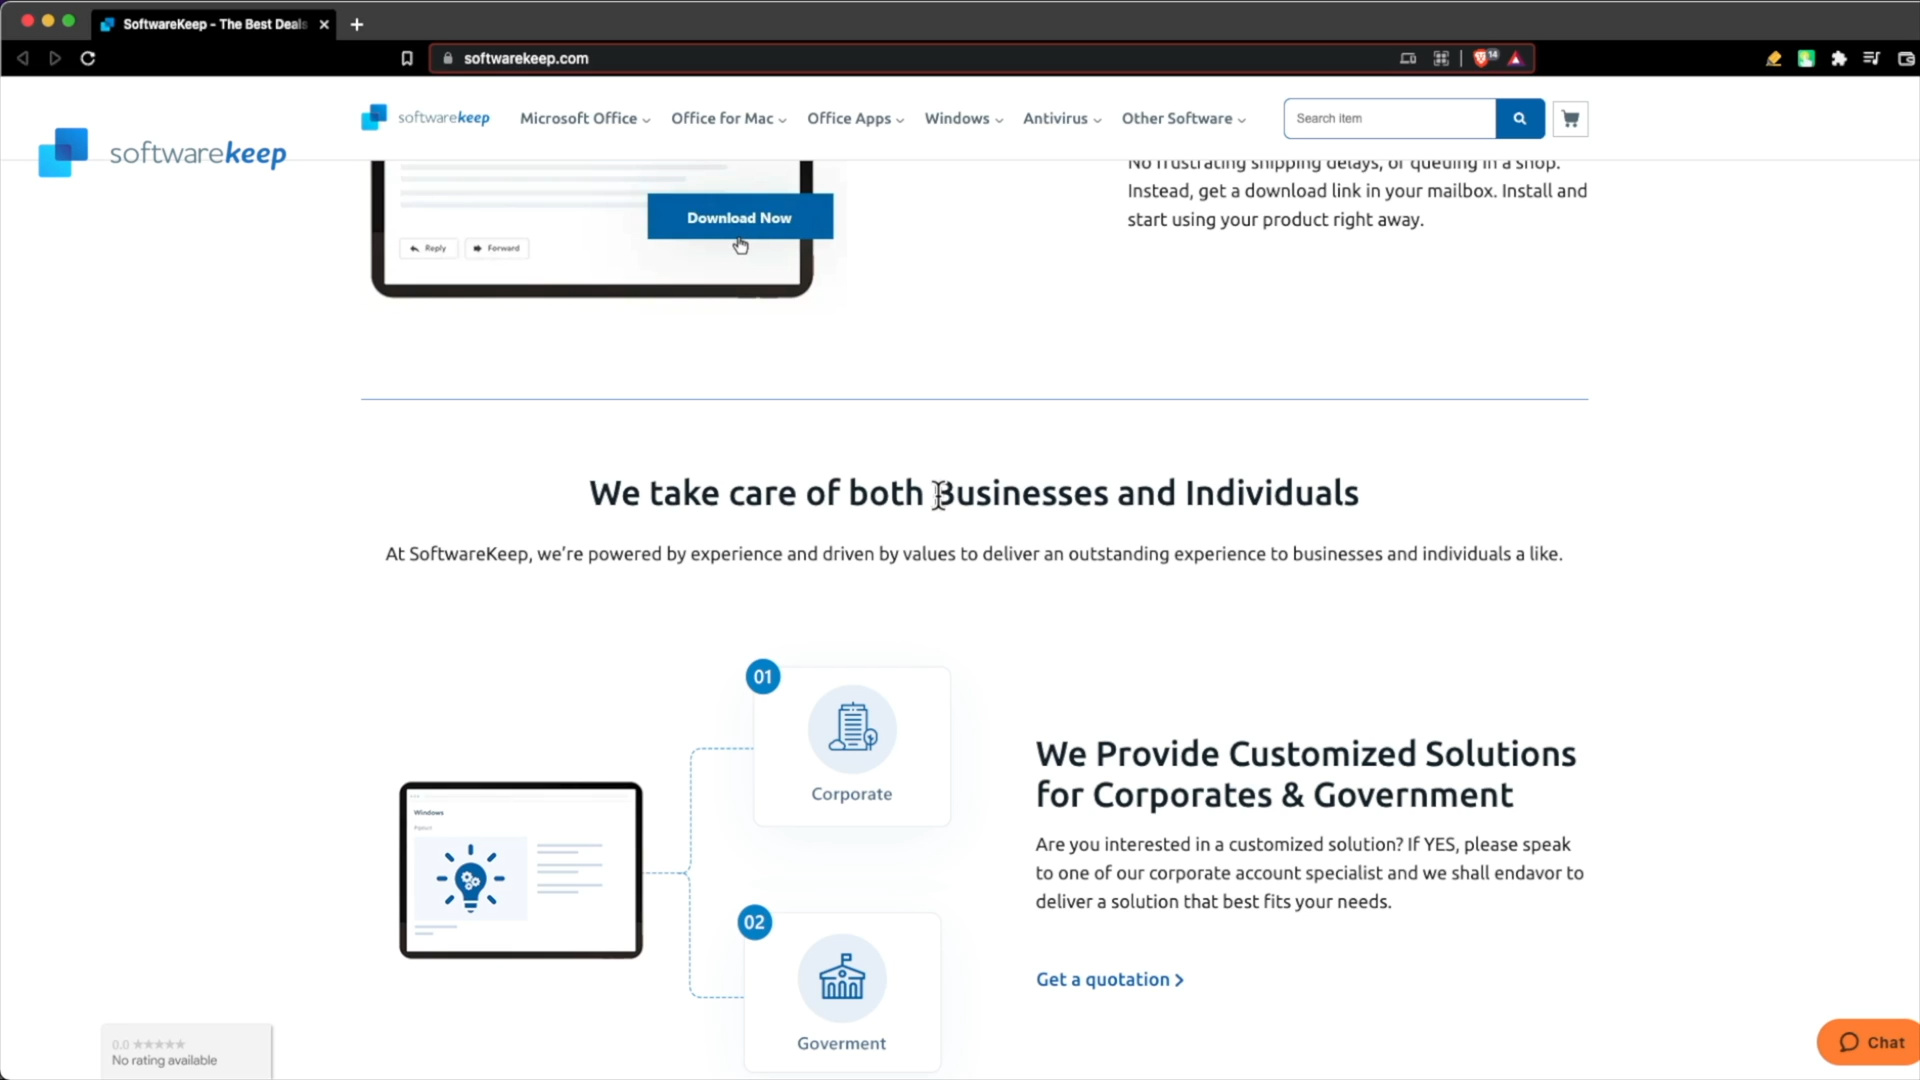 SoftwareKeep - The Best Deals
softwarekeep.com
14
softwarekeep
softwarekeep
Microsoft Office
Office for Mac
Office Apps
Windows
Antivirus
Other Software
Search item
No frustrating shipping delays, or queuing in a shop.
Instead, get a download link in your mailbox. Install and
start using your product right away.
Download Now
Reply
Forward
We take care of both Businesses and Individuals
At SoftwareKeep, we're powered by experience and driven by values to deliver an outstanding experience to businesses and individuals a like.
01
Corporate
Windows
02
Goverment
We Provide Customized Solutions
for Corporates & Government
Are you interested in a customized solution? If YES, please speak
to one of our corporate account specialist and we shall endavor to
deliver a solution that best fits your needs.
Get a quotation
0.0
No rating available
Chat